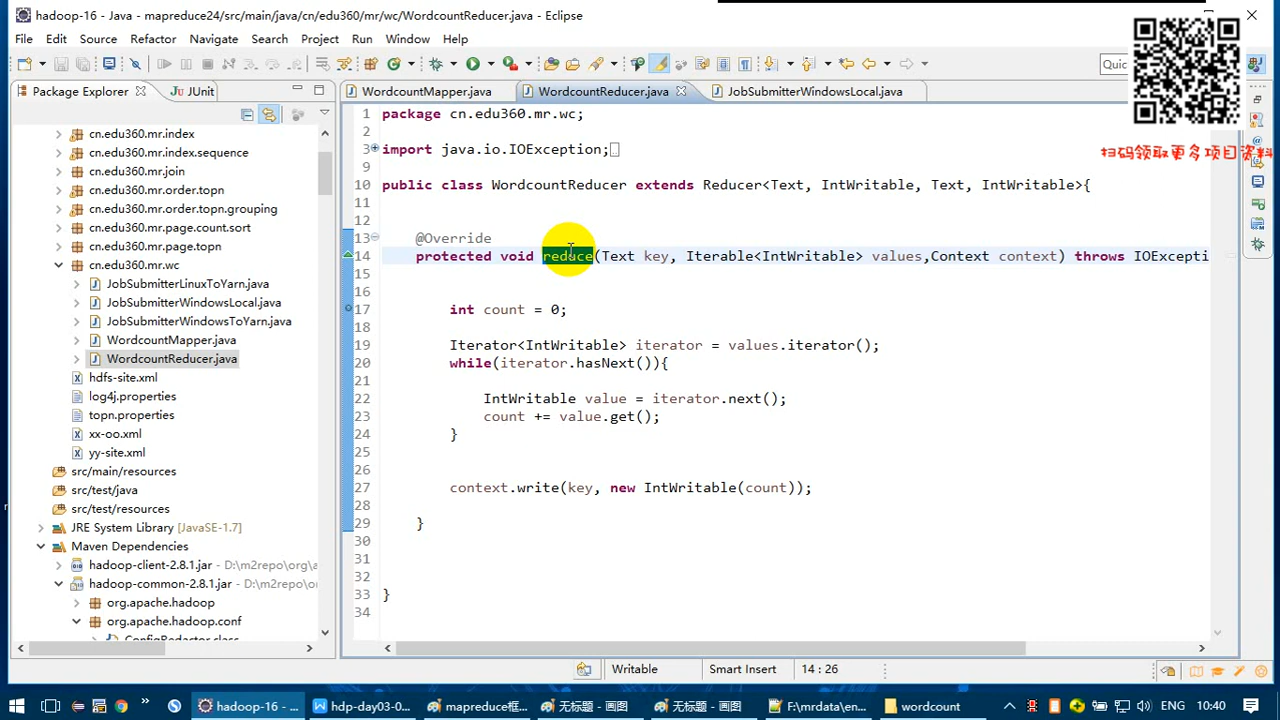 hadoop-16 - Java - mapreduce24/src/main/java/cn/edu360/mr/wc/WordcountReducer.java - Eclipse
File Edit Source Refactor Navigate Search Project Run Window Help
Quic
扫码领取更多项目资料
Package Explorer JUnit
WordcountMapper.java WordcountReducer.java JobSubmitterWindowsLocal.java
cn.edu360.mr.index
cn.edu360.mr.index.sequence
cn.edu360.mr.join
cn.edu360.mr.order.topn
cn.edu360.mr.order.topn.grouping
cn.edu360.mr.page.count.sort
cn.edu360.mr.page.topn
cn.edu360.mr.wc
JobSubmitterLinuxToYarn.java
JobSubmitterWindowsLocal.java
JobSubmitterWindowsToYarn.java
WordcountMapper.java
WordcountReducer.java
hdfs-site.xml
log4j.properties
topn.properties
xx-oo.xml
yy-site.xml
src/main/resources
src/test/java
src/test/resources
JRE System Library [JavaSE-1.7]
Maven Dependencies
hadoop-client-2.8.1.jar - D:\m2repo\org\a
hadoop-common-2.8.1.jar - D:\m2repo\o
org.apache.hadoop
org.apache.hadoop.conf
ConfigRedactor.class
1 package cn.edu360.mr.wc;
2
3 import java.io.IOException;
9
10 public class WordcountReducer extends Reducer<Text, IntWritable, Text, IntWritable>{
11
12
13 @Override
14 protected void reduce(Text key, Iterable<IntWritable> values,Context context) throws IOExcepti
15
16
17 int count = 0;
18
19 Iterator<IntWritable> iterator = values.iterator();
20 while(iterator.hasNext()){
21
22 IntWritable value = iterator.next();
23 count += value.get();
24 }
25
26
27 context.write(key, new IntWritable(count));
28
29 }
30
31
32
33 }
34
Writable Smart Insert 14 : 26
hadoop-16 - ... hdp-day03-0... mapreduce框... 无标题 - 画图 无标题 - 画图 F:\mrdata\en... wordcount ENG 10:40